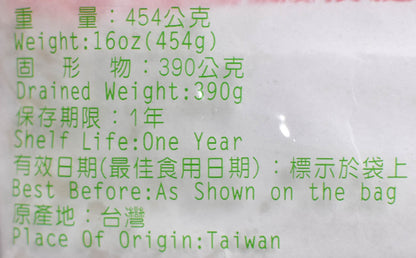 重 量：454公克
Weight:16oz(454g)
固 形 物：390公克
Drained Weight:390g
保存期限：1年
Shelf Life:One Year
有效日期(最佳食用日期)：標示於袋上
Best Before:As Shown on the bag
原產地：台灣
Place Of Origin:Taiwan